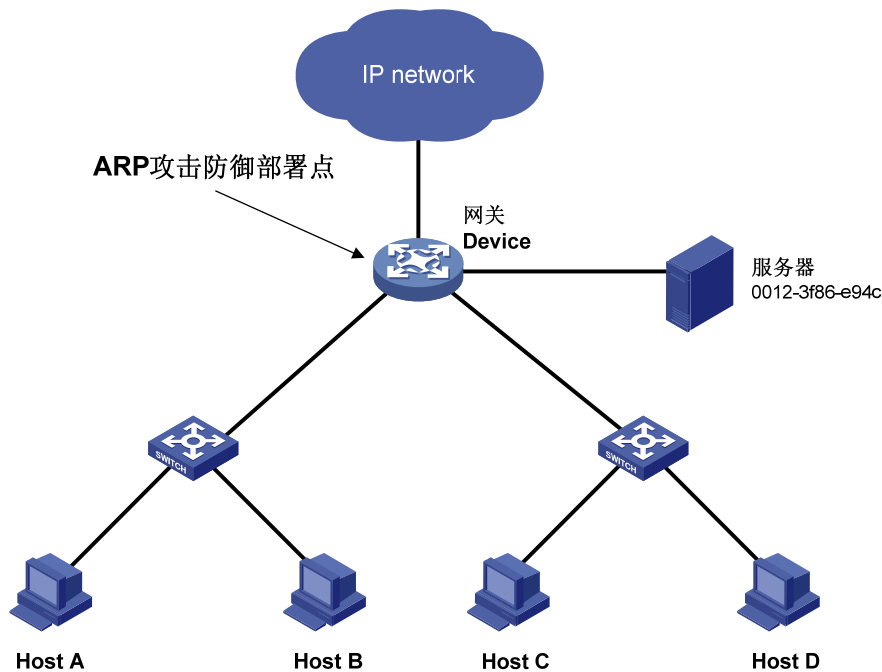 IP network
ARP攻击防御部署点
网关
Device
服务器
0012-3f86-e94c
SWITCH
SWITCH
Host A
Host B
Host C
Host D